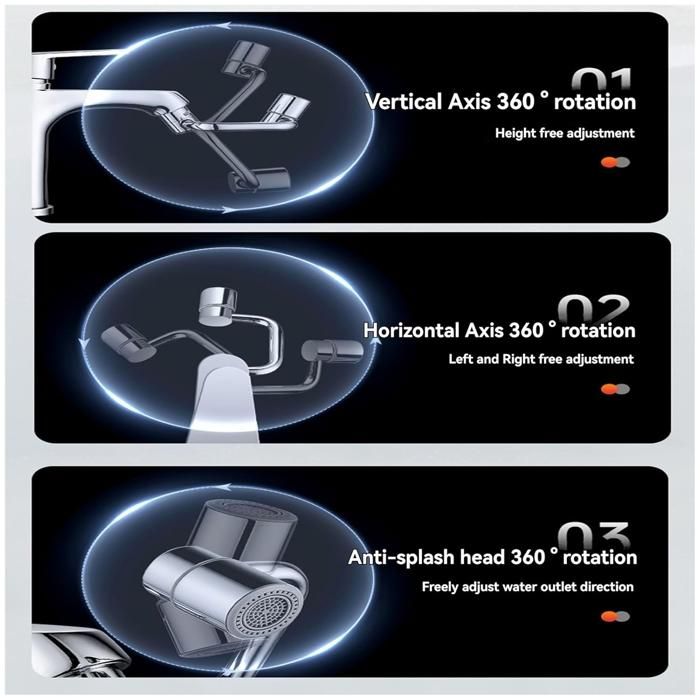 01
Vertical Axis 360 ° rotation
Height free adjustment
02
Horizontal Axis 360 ° rotation
Left and Right free adjustment
03
Anti-splash head 360 ° rotation
Freely adjust water outlet direction